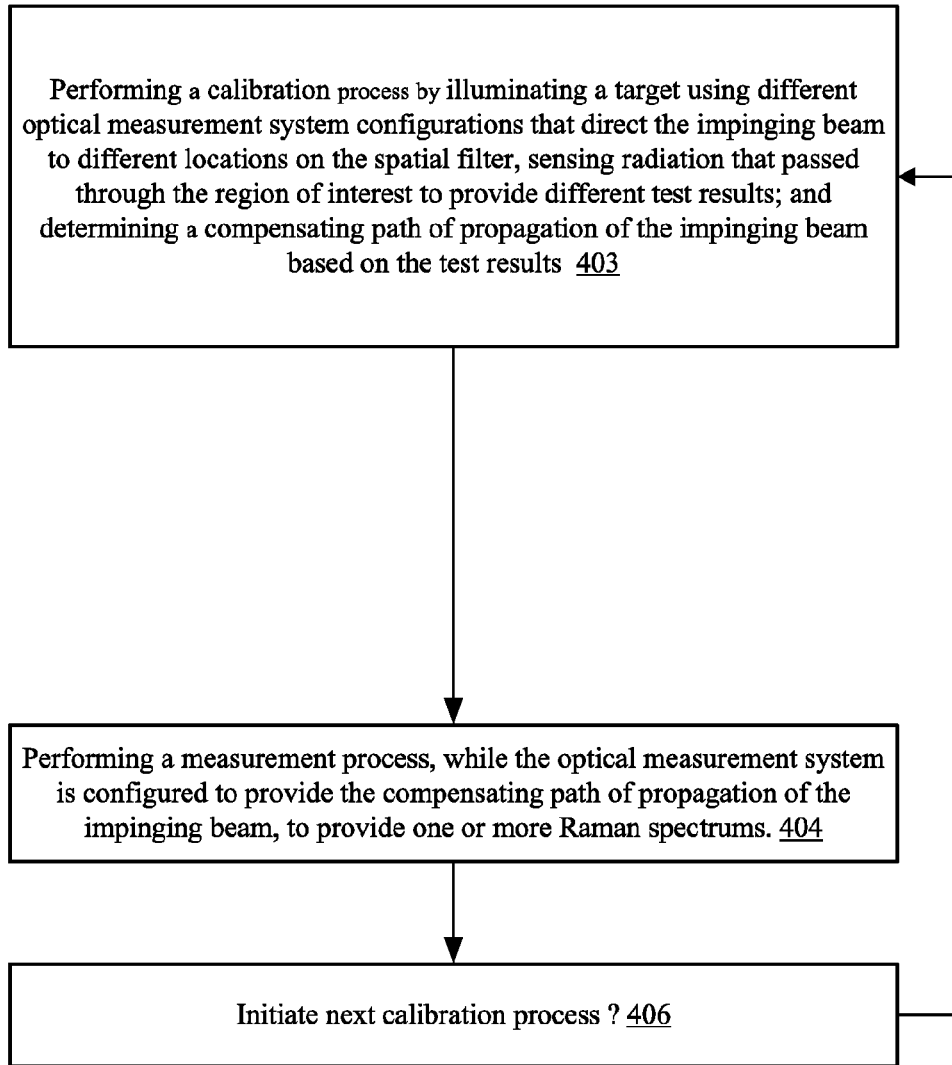 Performing a calibration process by illuminating a target using different
optical measurement system configurations that direct the impinging beam
to different locations on the spatial filter, sensing radiation that passed
through the region of interest to provide different test results; and
determining a compensating path of propagation of the impinging beam
based on the test results 403
Performing a measurement process, while the optical measurement system
is configured to provide the compensating path of propagation of the
impinging beam, to provide one or more Raman spectrums. 404
Initiate next calibration process ? 406